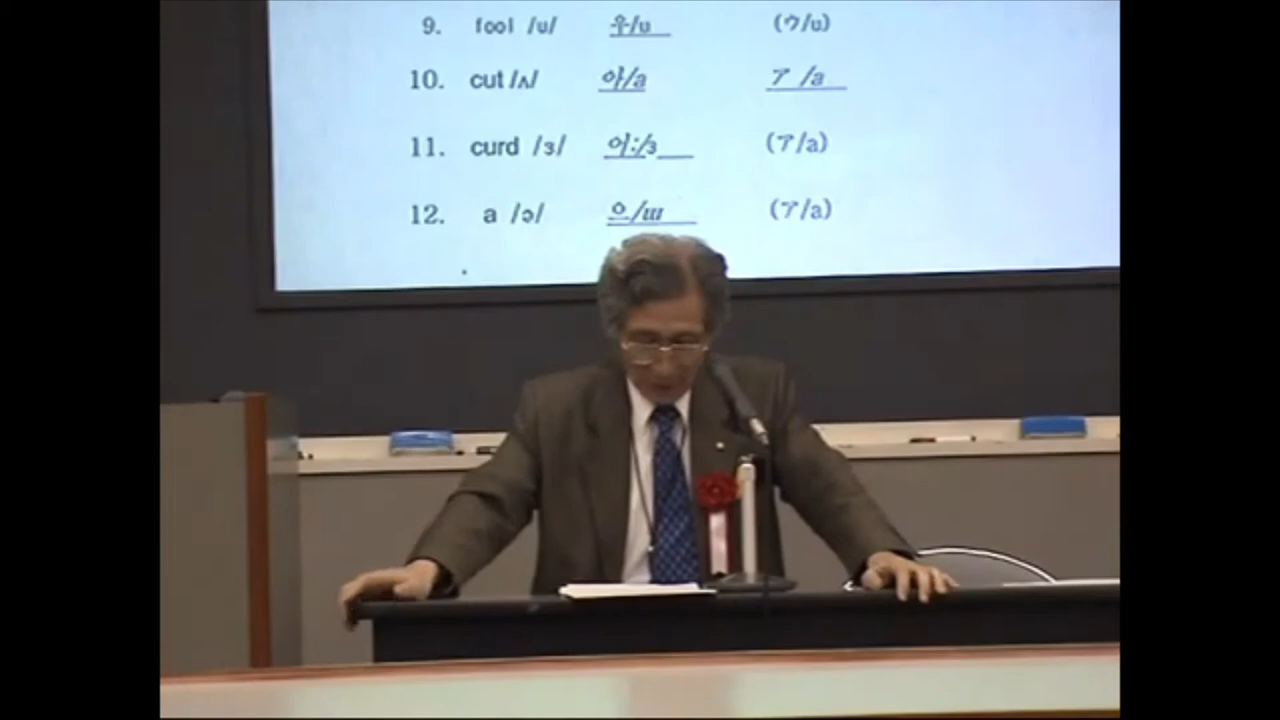 9. fool /u/ 우/u (ウ/u)
10. cut /ʌ/ 아/a ア /a
11. curd /ɜ/ 어:/ɜ (ア/a)
12. a /ə/ 으/ɯ (ア/a)